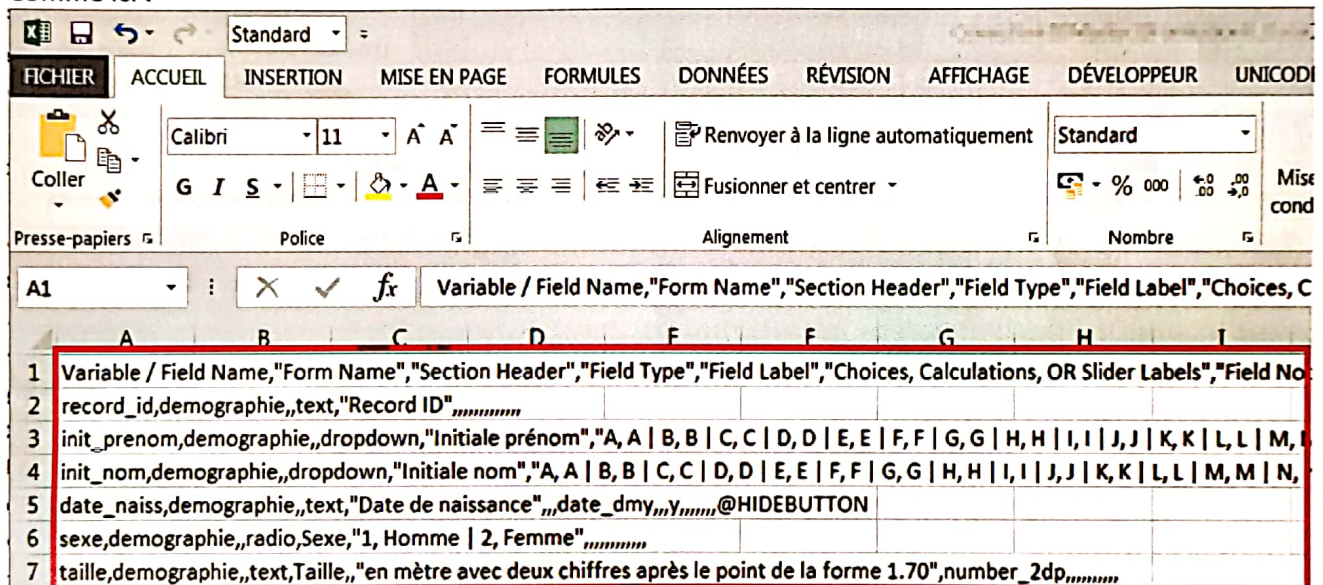 Standard
FICHIER ACCUEIL INSERTION MISE EN PAGE FORMULES DONNÉES RÉVISION AFFICHAGE DÉVELOPPEUR UNICOD
Calibri 11 A A Renvoyer à la ligne automatiquement Standard
Coller G I S A Fusionner et centrer % 000 Mise
cond
Presse-papiers Police Alignement Nombre
A1 fx Variable / Field Name,"Form Name","Section Header","Field Type","Field Label","Choices, C
A B C D E F G H I
1 Variable / Field Name,"Form Name","Section Header","Field Type","Field Label","Choices, Calculations, OR Slider Labels","Field No
2 record_id,demographie,,text,"Record ID",,,,,,,,,,,,,
3 init_prenom,demographie,,dropdown,"Initiale prénom","A, A | B, B | C, C | D, D | E, E | F, F | G, G | H, H | I, I | J, J | K, K | L, L | M,
4 init_nom,demographie,,dropdown,"Initiale nom","A, A | B, B | C, C | D, D | E, E | F, F | G, G | H, H | I, I | J, J | K, K | L, L | M, M | N,
5 date_naiss,demographie,,text,"Date de naissance",,,date_dmy,,,y,,,,,,,@HIDEBUTTON
6 sexe,demographie,,radio,Sexe,"1, Homme | 2, Femme",,,,,,,,,,,,
7 taille,demographie,,text,Taille,,"en mètre avec deux chiffres après le point de la forme 1.70",number_2dp,,,,,,,,,,